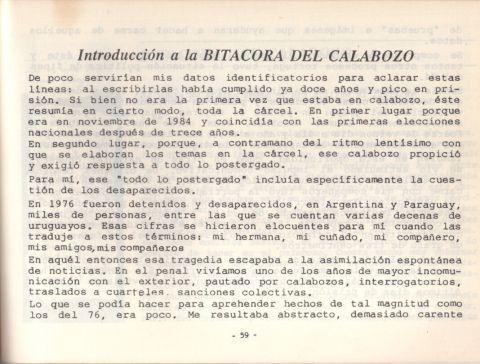 Introducción a la BITACORA DEL CALABOZO
De poco servirían mis datos identificatorios para aclarar estas
líneas: al escribirlas había cumplido ya doce años y pico en pri-
sión. Si bien no era la primera vez que estaba en calabozo, éste
resumía en cierto modo, toda la cárcel. En primer lugar porque
era en noviembre de 1984 y coincidía con las primeras elecciones
nacionales después de trece años.
En segundo lugar, porque, a contramano del ritmo lentísimo con
que se elaboran los temas en la cárcel, ese calabozo propició
y exigió respuesta a todo lo postergado.
Para mí, ese "todo lo postergado" incluía específicamente la cues-
tión de los desaparecidos.
En 1976 fueron detenidos y desaparecidos, en Argentina y Paraguay,
miles de personas, entre las que se cuentan varias decenas de
uruguayos. Esas cifras se hicieron elocuentes para mí cuando las
traduje a estos términos: mi hermana, mi cuñado, mi compañero,
mis amigos, mis compañeros
En aquél entonces esa tragedia escapaba a la asimilación espontánea
de noticias. En el penal vivíamos uno de los años de mayor incomu-
nicación con el exterior, pautado por calabozos, interrogatorios,
traslados a cuarteles, sanciones colectivas.
Lo que se podía hacer para aprehender hechos de tal magnitud como
los del 76, era poco. Me resultaba abstracto, demasiado carente
- 59 -